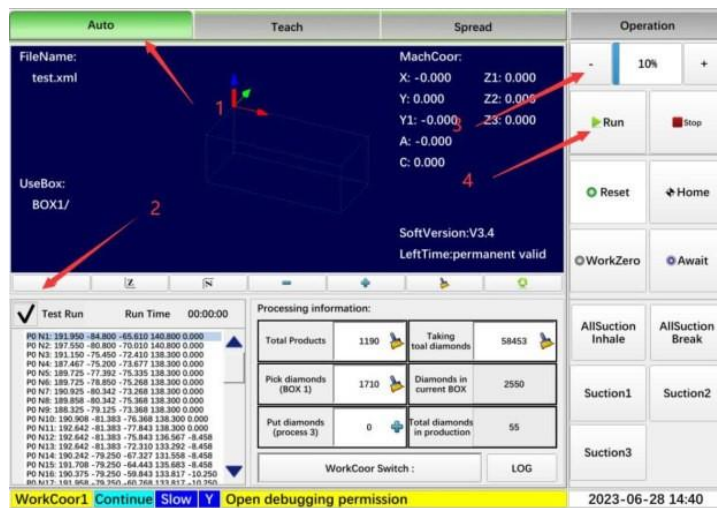 Auto
Teach
Spread
Operation
FileName:
test.xml
MachCoor:
X: -0.000
Z1: 0.000
Y: 0.000
Z2: 0.000
Y1: -0.000
Z3: 0.000
A: -0.000
C: 0.000
UseBox:
BOX1/
SoftVersion:V3.4
LeftTime:permanent valid
1
2
3
4
- 10% +
Run
Stop
Reset
Home
WorkZero
Await
AllSuction
Inhale
AllSuction
Break
Suction1
Suction2
Suction3
Z
N
Test Run
Run Time 00:00:00
P0 N1: 191.950 -84.800 -65.610 140.800 0.000
P0 N2: 197.550 -80.800 -70.010 140.800 0.000
P0 N3: 191.150 -75.450 -72.410 138.300 0.000
P0 N4: 187.467 -75.200 -73.677 138.300 0.000
P0 N5: 189.725 -77.392 -75.335 138.300 0.000
P0 N6: 189.725 -78.850 -75.268 138.300 0.000
P0 N7: 190.925 -80.342 -73.268 138.300 0.000
P0 N8: 189.858 -80.342 -75.368 138.300 0.000
P0 N9: 188.325 -79.125 -73.368 138.300 0.000
P0 N10: 190.908 -81.383 -76.368 138.300 0.000
P0 N11: 192.642 -81.383 -77.843 138.300 0.000
P0 N12: 192.642 -81.383 -75.843 136.567 -8.458
P0 N13: 192.642 -81.383 -72.310 133.292 -8.458
P0 N14: 190.242 -79.250 -67.327 131.558 -8.458
P0 N15: 191.708 -79.250 -64.443 135.683 -8.458
P0 N16: 190.375 -79.250 -59.843 133.817 -10.250
P0 N17: 191.958 -79.250 -60.768 133.817 -10.250
Processing information:
Total Products
1190
Taking
toal diamonds
58453
Pick diamonds
(BOX 1)
1710
Diamonds in
current BOX
2550
Put diamonds
(process 3)
0
Total diamonds
in production
55
WorkCoor Switch :
LOG
WorkCoor1 Continue Slow Y Open debugging permission
2023-06-28 14:40